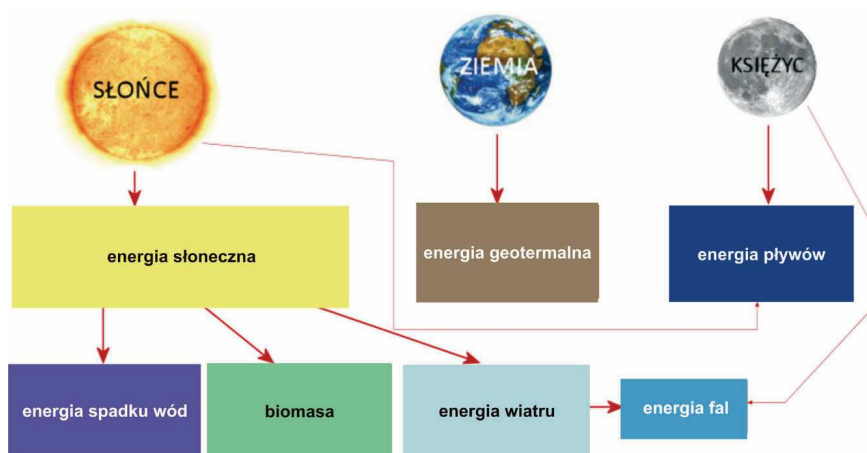 SŁOŃCE
ZIEMIA
KSIĘŻYC
energia słoneczna
energia geotermalna
energia pływów
energia spadku wód
biomasa
energia wiatru
energia fal